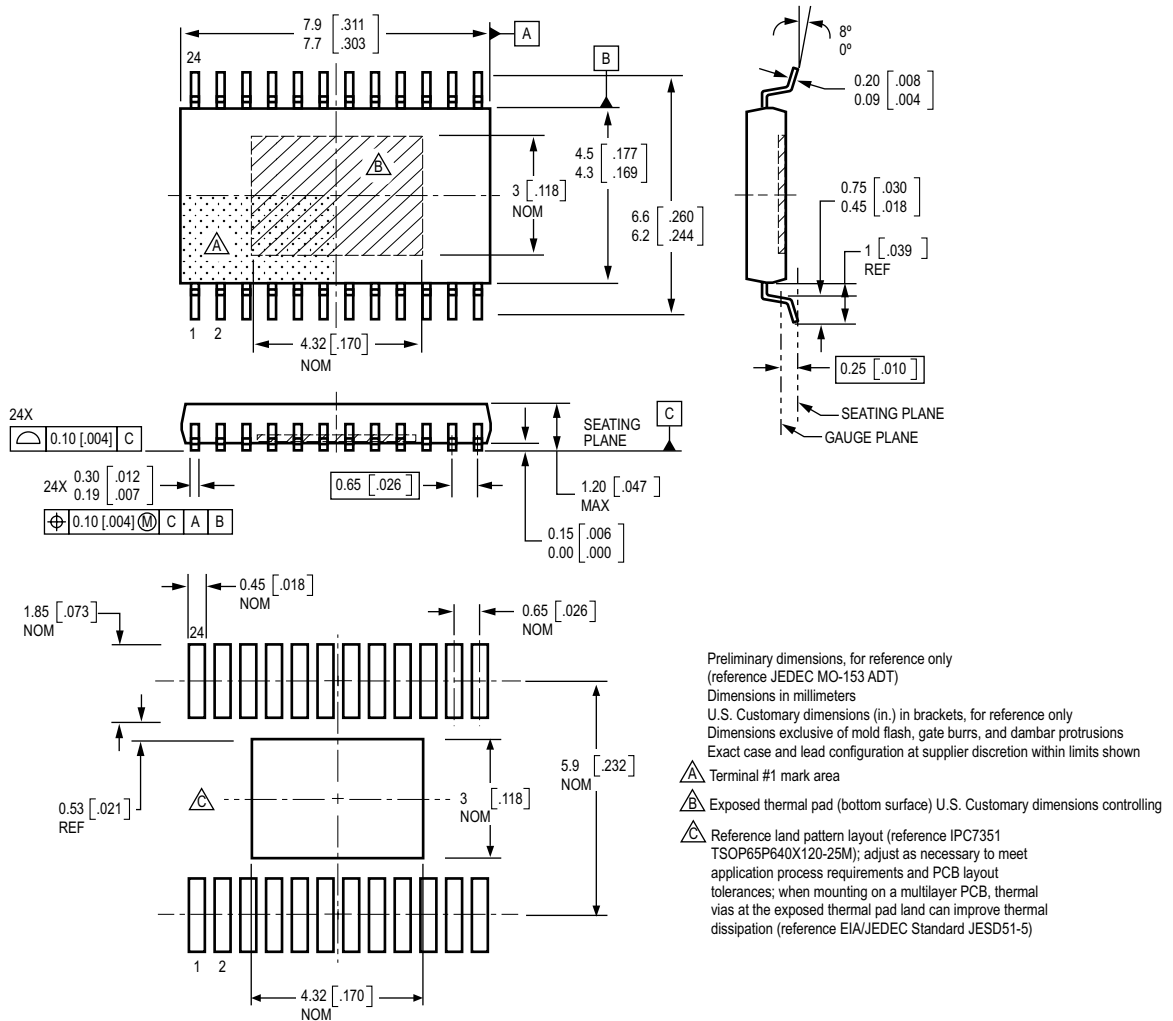 7.9 [.311]
7.7 [.303]
A
24
B
8º
0º
0.20 [.008]
0.09 [.004]
B
4.5 [.177]
4.3 [.169]
3 [.118]
NOM
6.6 [.260]
6.2 [.244]
A
0.75 [.030]
0.45 [.018]
1 [.039]
REF
1 2
4.32 [.170]
NOM
0.25 [.010]
SEATING PLANE
GAUGE PLANE
24X
0.10 [.004] C
SEATING
PLANE
C
24X 0.30 [.012]
0.19 [.007]
0.65 [.026]
1.20 [.047]
MAX
0.10 [.004] Ⓜ C A B
0.15 [.006]
0.00 [.000]
0.45 [.018]
NOM
1.85 [.073]
NOM
24
0.65 [.026]
NOM
5.9 [.232]
NOM
0.53 [.021]
REF
C
3 [.118]
NOM
1 2
4.32 [.170]
NOM
Preliminary dimensions, for reference only
(reference JEDEC MO-153 ADT)
Dimensions in millimeters
U.S. Customary dimensions (in.) in brackets, for reference only
Dimensions exclusive of mold flash, gate burrs, and dambar protrusions
Exact case and lead configuration at supplier discretion within limits shown
A Terminal #1 mark area
B Exposed thermal pad (bottom surface) U.S. Customary dimensions controlling
C Reference land pattern layout (reference IPC7351
TSOP65P640X120-25M); adjust as necessary to meet
application process requirements and PCB layout
tolerances; when mounting on a multilayer PCB, thermal
vias at the exposed thermal pad land can improve thermal
dissipation (reference EIA/JEDEC Standard JESD51-5)